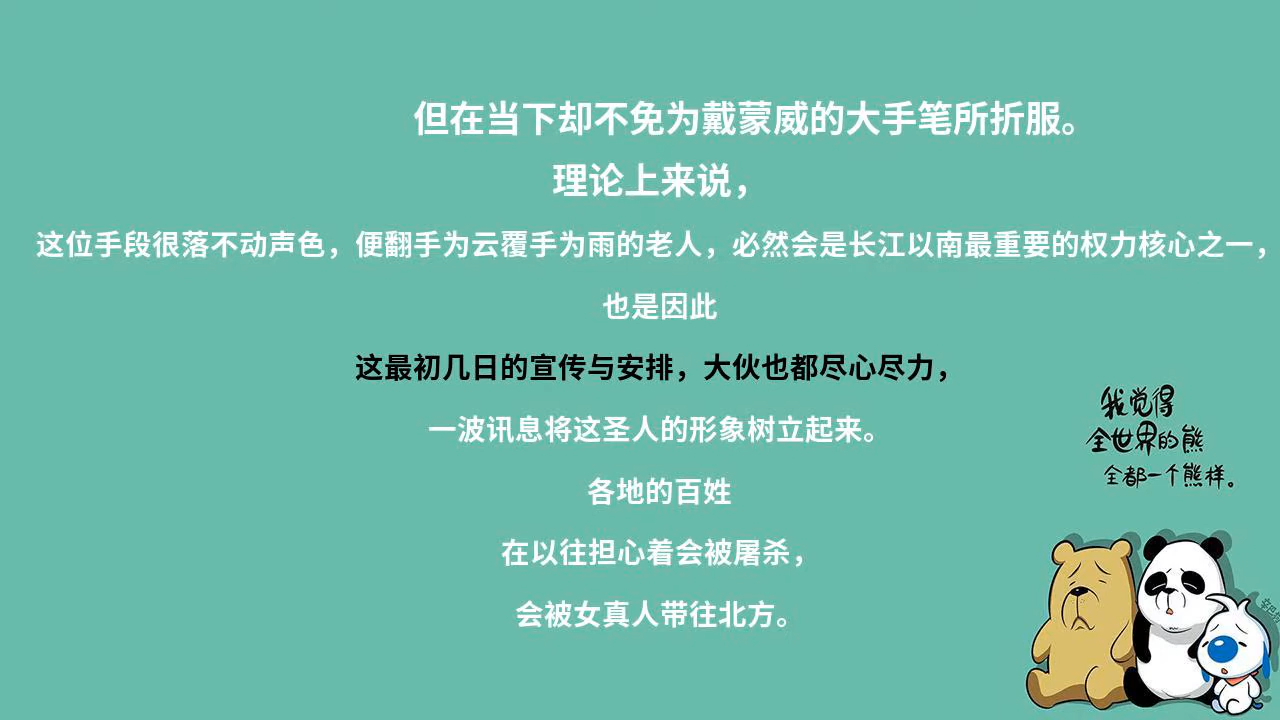 但在当下却不免为戴蒙威的大手笔所折服。
理论上来说，
这位手段很落不动声色，便翻手为云覆手为雨的老人，必然会是长江以南最重要的权力核心之一，
也是因此
这最初几日的宣传与安排，大伙也都尽心尽力，
一波讯息将这圣人的形象树立起来。
各地的百姓
在以往担心着会被屠杀，
会被女真人带往北方。
我觉得
全世界的熊
全都一个熊样。